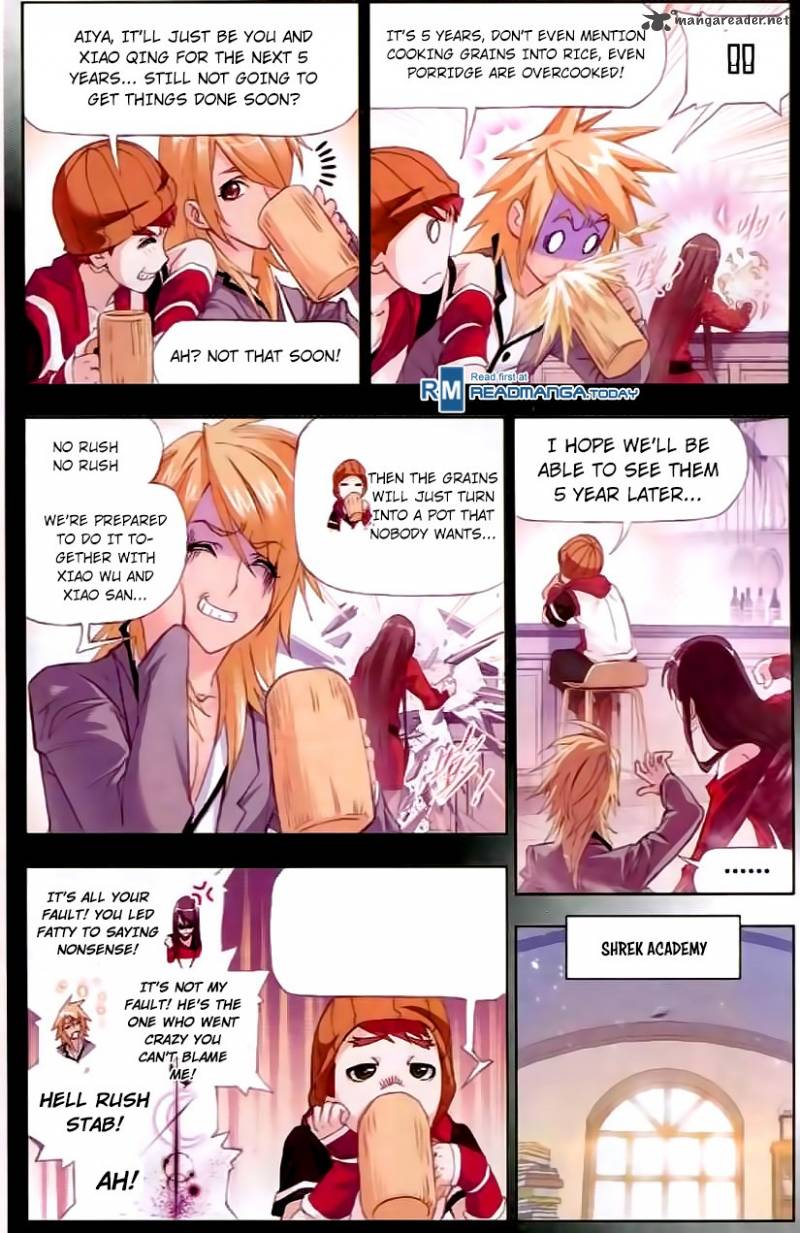 mangareader.net
AIYA, IT'LL JUST BE YOU AND
XIAO QING FOR THE NEXT 5
YEARS... STILL NOT GOING TO
GET THINGS DONE SOON?
AH? NOT THAT SOON!
IT'S 5 YEARS, DON'T EVEN MENTION
COOKING GRAINS INTO RICE, EVEN
PORRIDGE ARE OVERCOOKED!
!!
RM
Read first at
READMANGA.TODAY
NO RUSH
NO RUSH
WE'RE PREPARED
TO DO IT TO-
GETHER WITH
XIAO WU AND
XIAO SAN...
THEN THE GRAINS
WILL JUST TURN
INTO A POT THAT
NOBODY WANTS...
I HOPE WE'LL BE
ABLE TO SEE THEM
5 YEAR LATER...
......
IT'S ALL YOUR
FAULT! YOU LED
FATTY TO SAYING
NONSENSE!
IT'S NOT MY
FAULT! HE'S THE
ONE WHO WENT
CRAZY YOU
CAN'T BLAME
ME!
HELL RUSH
STAB!
AH!
SHREK ACADEMY